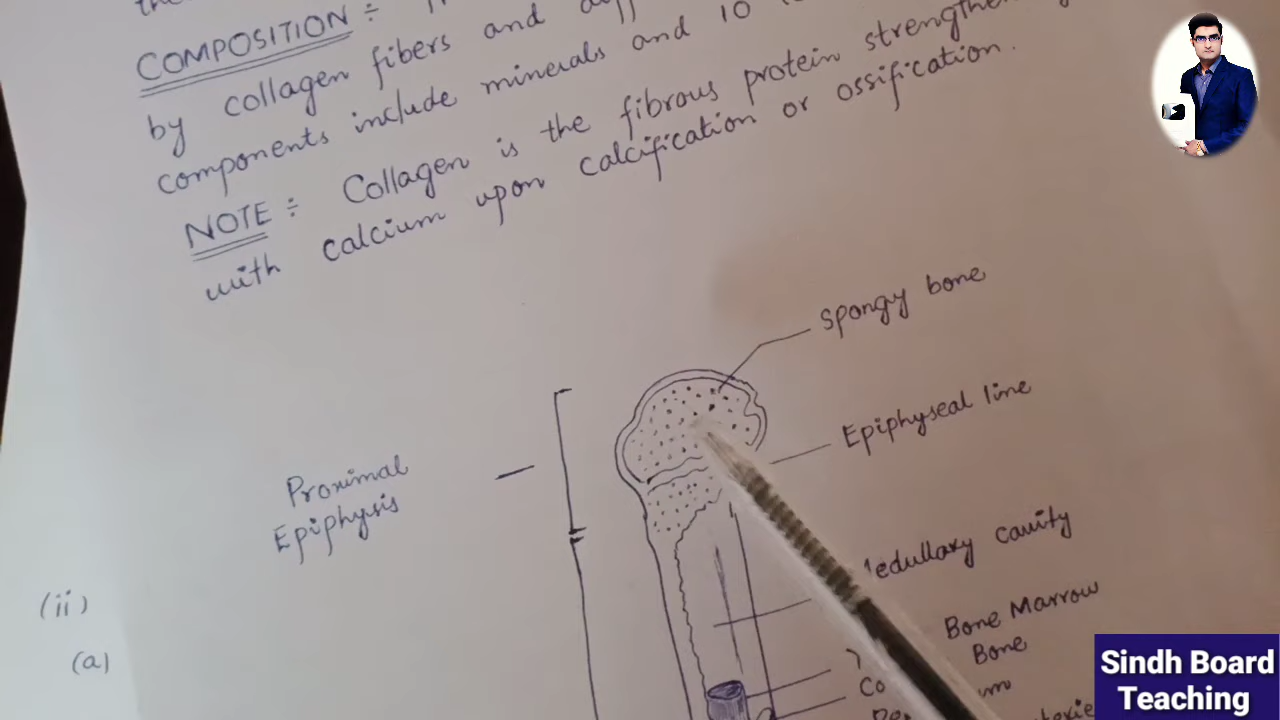 the
COMPOSITION ÷
by collagen fibers and
components include minerals and 10
NOTE ÷ Collagen is the fibrous protein
with calcium upon calcification or ossification.
Spongy bone
Epiphyseal line
Proximal
Epiphysis
Medullary cavity
(ii)
Bone Marrow
(a)
Bone
Sindh Board
Teaching